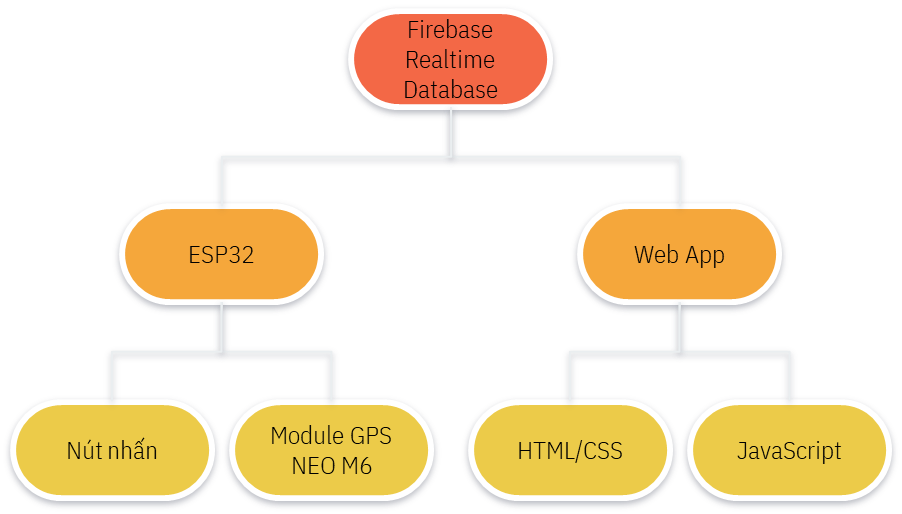 Firebase
Realtime
Database
ESP32
Web App
Nút nhấn
Module GPS
NEO M6
HTML/CSS
JavaScript